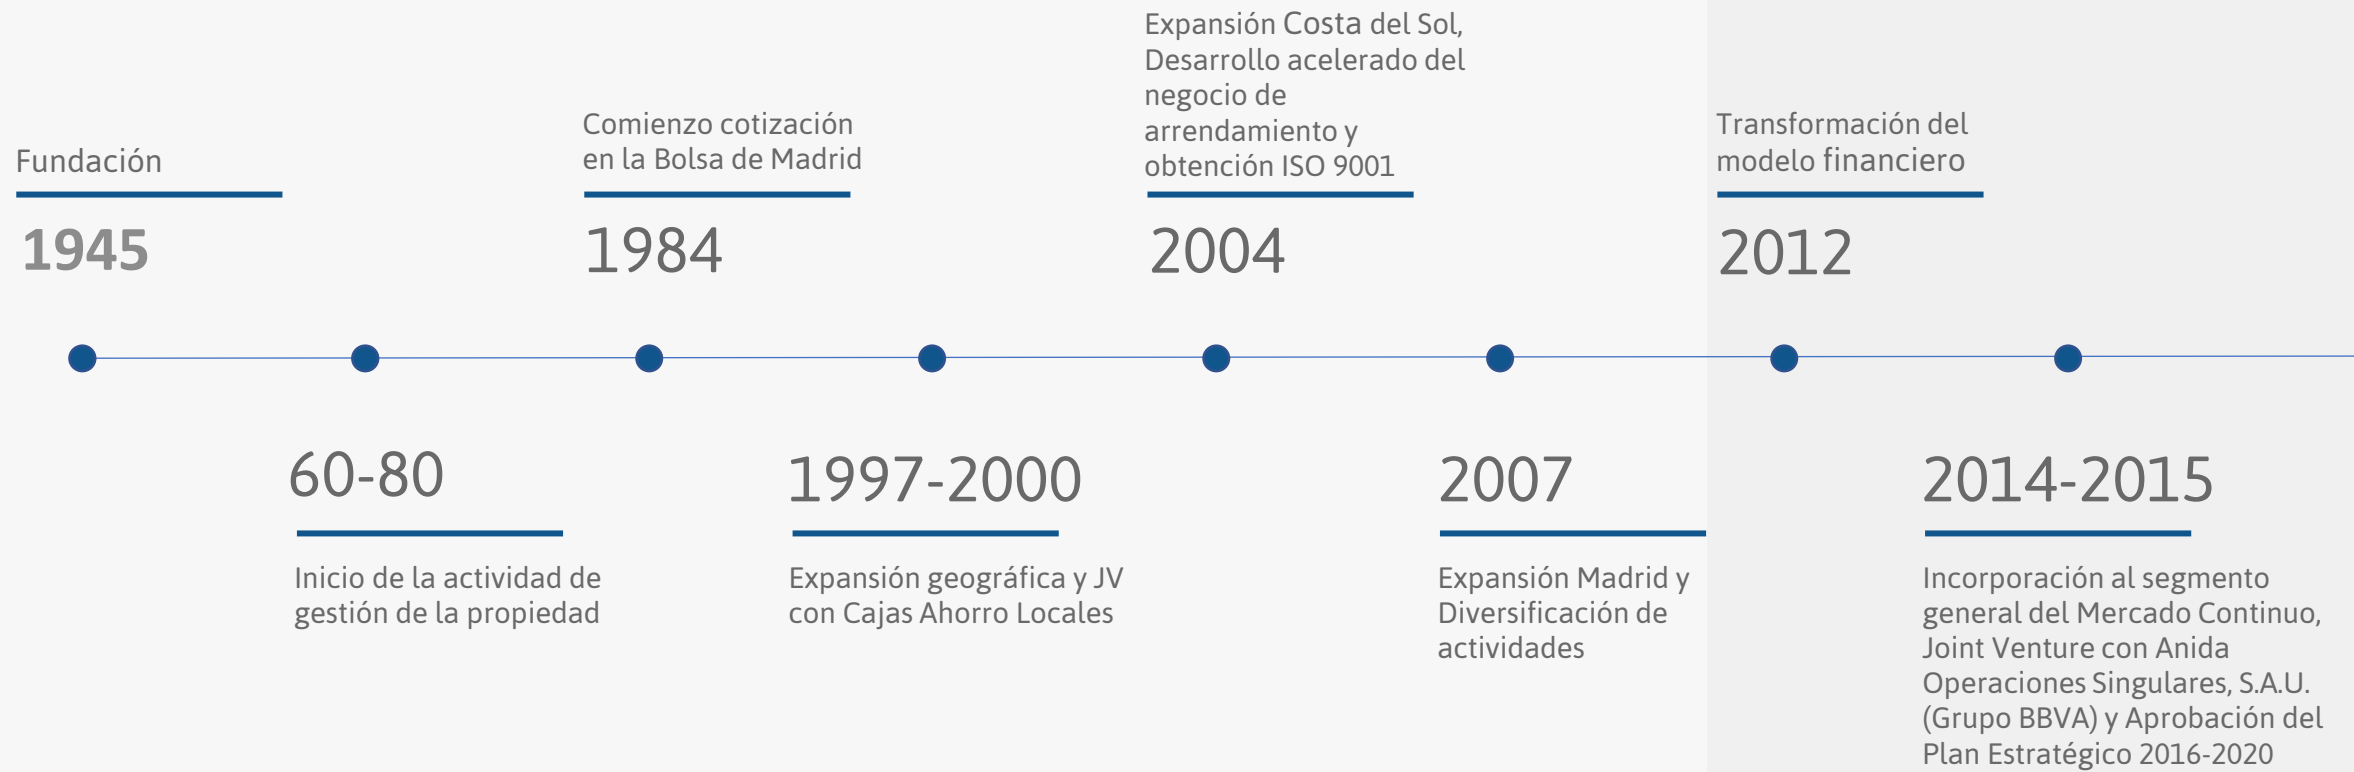 Fundación
1945
60-80
Inicio de la actividad de
gestión de la propiedad
Comienzo cotización
en la Bolsa de Madrid
1984
1997-2000
Expansión geográfica y JV
con Cajas Ahorro Locales
Expansión Costa del Sol,
Desarrollo acelerado del
negocio de
arrendamiento y
obtención ISO 9001
2004
2007
Expansión Madrid y
Diversificación de
actividades
Transformación del
modelo financiero
2012
2014-2015
Incorporación al segmento
general del Mercado Continuo,
Joint Venture con Anida
Operaciones Singulares, S.A.U.
(Grupo BBVA) y Aprobación del
Plan Estratégico 2016-2020